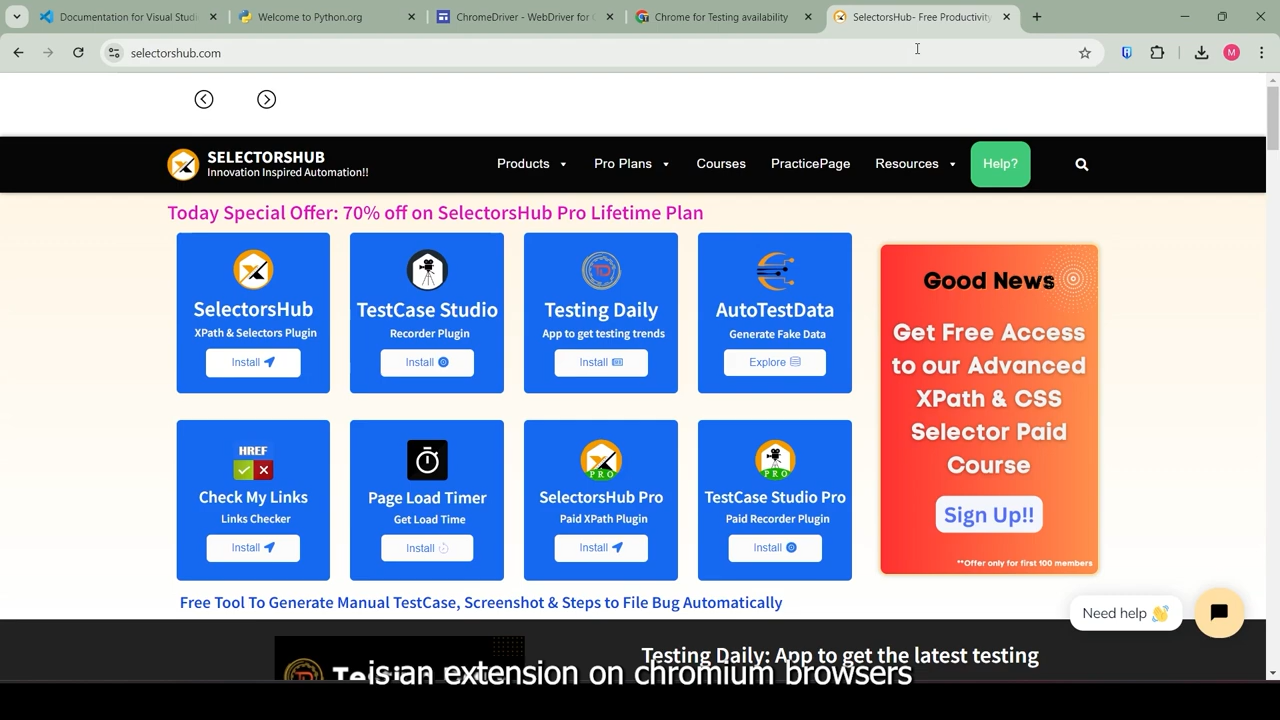 Documentation for Visual Studi
Welcome to Python.org
ChromeDriver - WebDriver for C
Chrome for Testing availability
SelectorsHub- Free Productivity
selectorshub.com
M
SELECTORSHUB
Innovation Inspired Automation!!
Products
Pro Plans
Courses
PracticePage
Resources
Help?
Today Special Offer: 70% off on SelectorsHub Pro Lifetime Plan
SelectorsHub
XPath & Selectors Plugin
Install
TestCase Studio
Recorder Plugin
Install
TD
Testing Daily
App to get testing trends
Install
AutoTestData
Generate Fake Data
Explore
HREF
Check My Links
Links Checker
Install
Page Load Timer
Get Load Time
Install
PRO
SelectorsHub Pro
Paid XPath Plugin
Install
PRO
TestCase Studio Pro
Paid Recorder Plugin
Install
Good News
Get Free Access
to our Advanced
XPath & CSS
Selector Paid
Course
Sign Up!!
**Offer only for first 100 members
Free Tool To Generate Manual TestCase, Screenshot & Steps to File Bug Automatically
Need help 👋
Testing Daily: App to get the latest testing
is an extension on chromium browsers